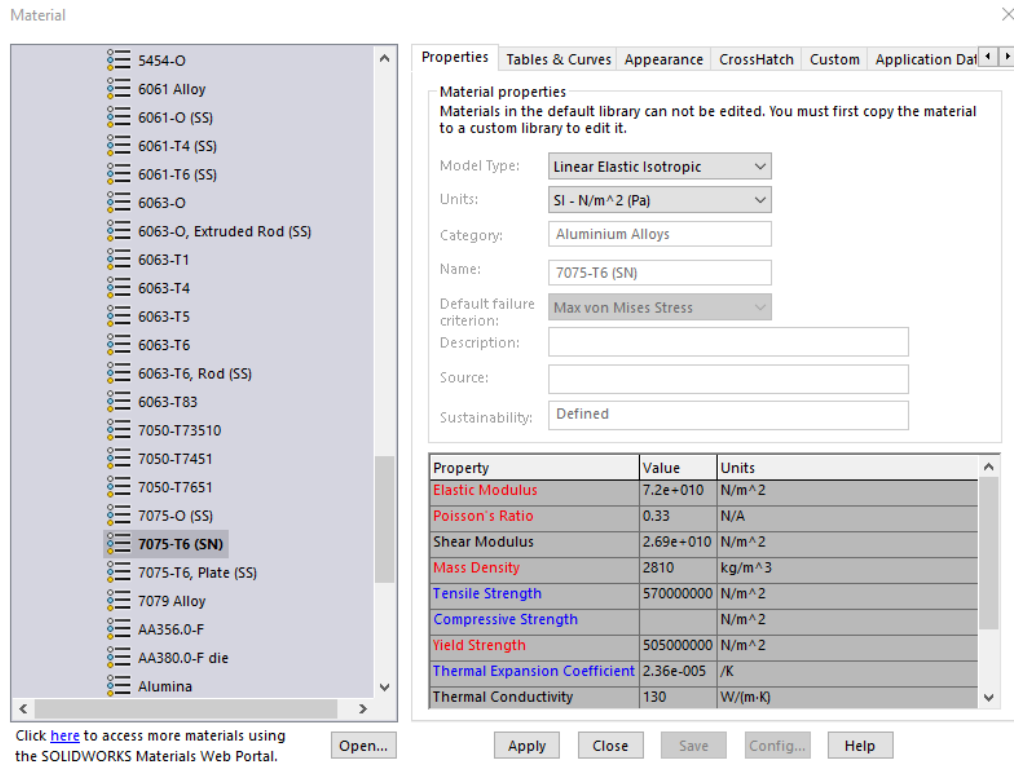 Material
5454-O
6061 Alloy
6061-O (SS)
6061-T4 (SS)
6061-T6 (SS)
6063-O
6063-O, Extruded Rod (SS)
6063-T1
6063-T4
6063-T5
6063-T6
6063-T6, Rod (SS)
6063-T83
7050-T73510
7050-T7451
7050-T7651
7075-O (SS)
7075-T6 (SN)
7075-T6, Plate (SS)
7079 Alloy
AA356.0-F
AA380.0-F die
Alumina
Click here to access more materials using
the SOLIDWORKS Materials Web Portal.
Open...
Properties Tables & Curves Appearance CrossHatch Custom Application Dat
Material properties
Materials in the default library can not be edited. You must first copy the material
to a custom library to edit it.
Model Type: Linear Elastic Isotropic
Units: SI - N/m^2 (Pa)
Category: Aluminium Alloys
Name: 7075-T6 (SN)
Default failure
criterion: Max von Mises Stress
Description:
Source:
Sustainability: Defined
Property Value Units
Elastic Modulus 7.2e+010 N/m^2
Poisson's Ratio 0.33 N/A
Shear Modulus 2.69e+010 N/m^2
Mass Density 2810 kg/m^3
Tensile Strength 570000000 N/m^2
Compressive Strength N/m^2
Yield Strength 505000000 N/m^2
Thermal Expansion Coefficient 2.36e-005 /K
Thermal Conductivity 130 W/(m·K)
Apply Close Save Config... Help